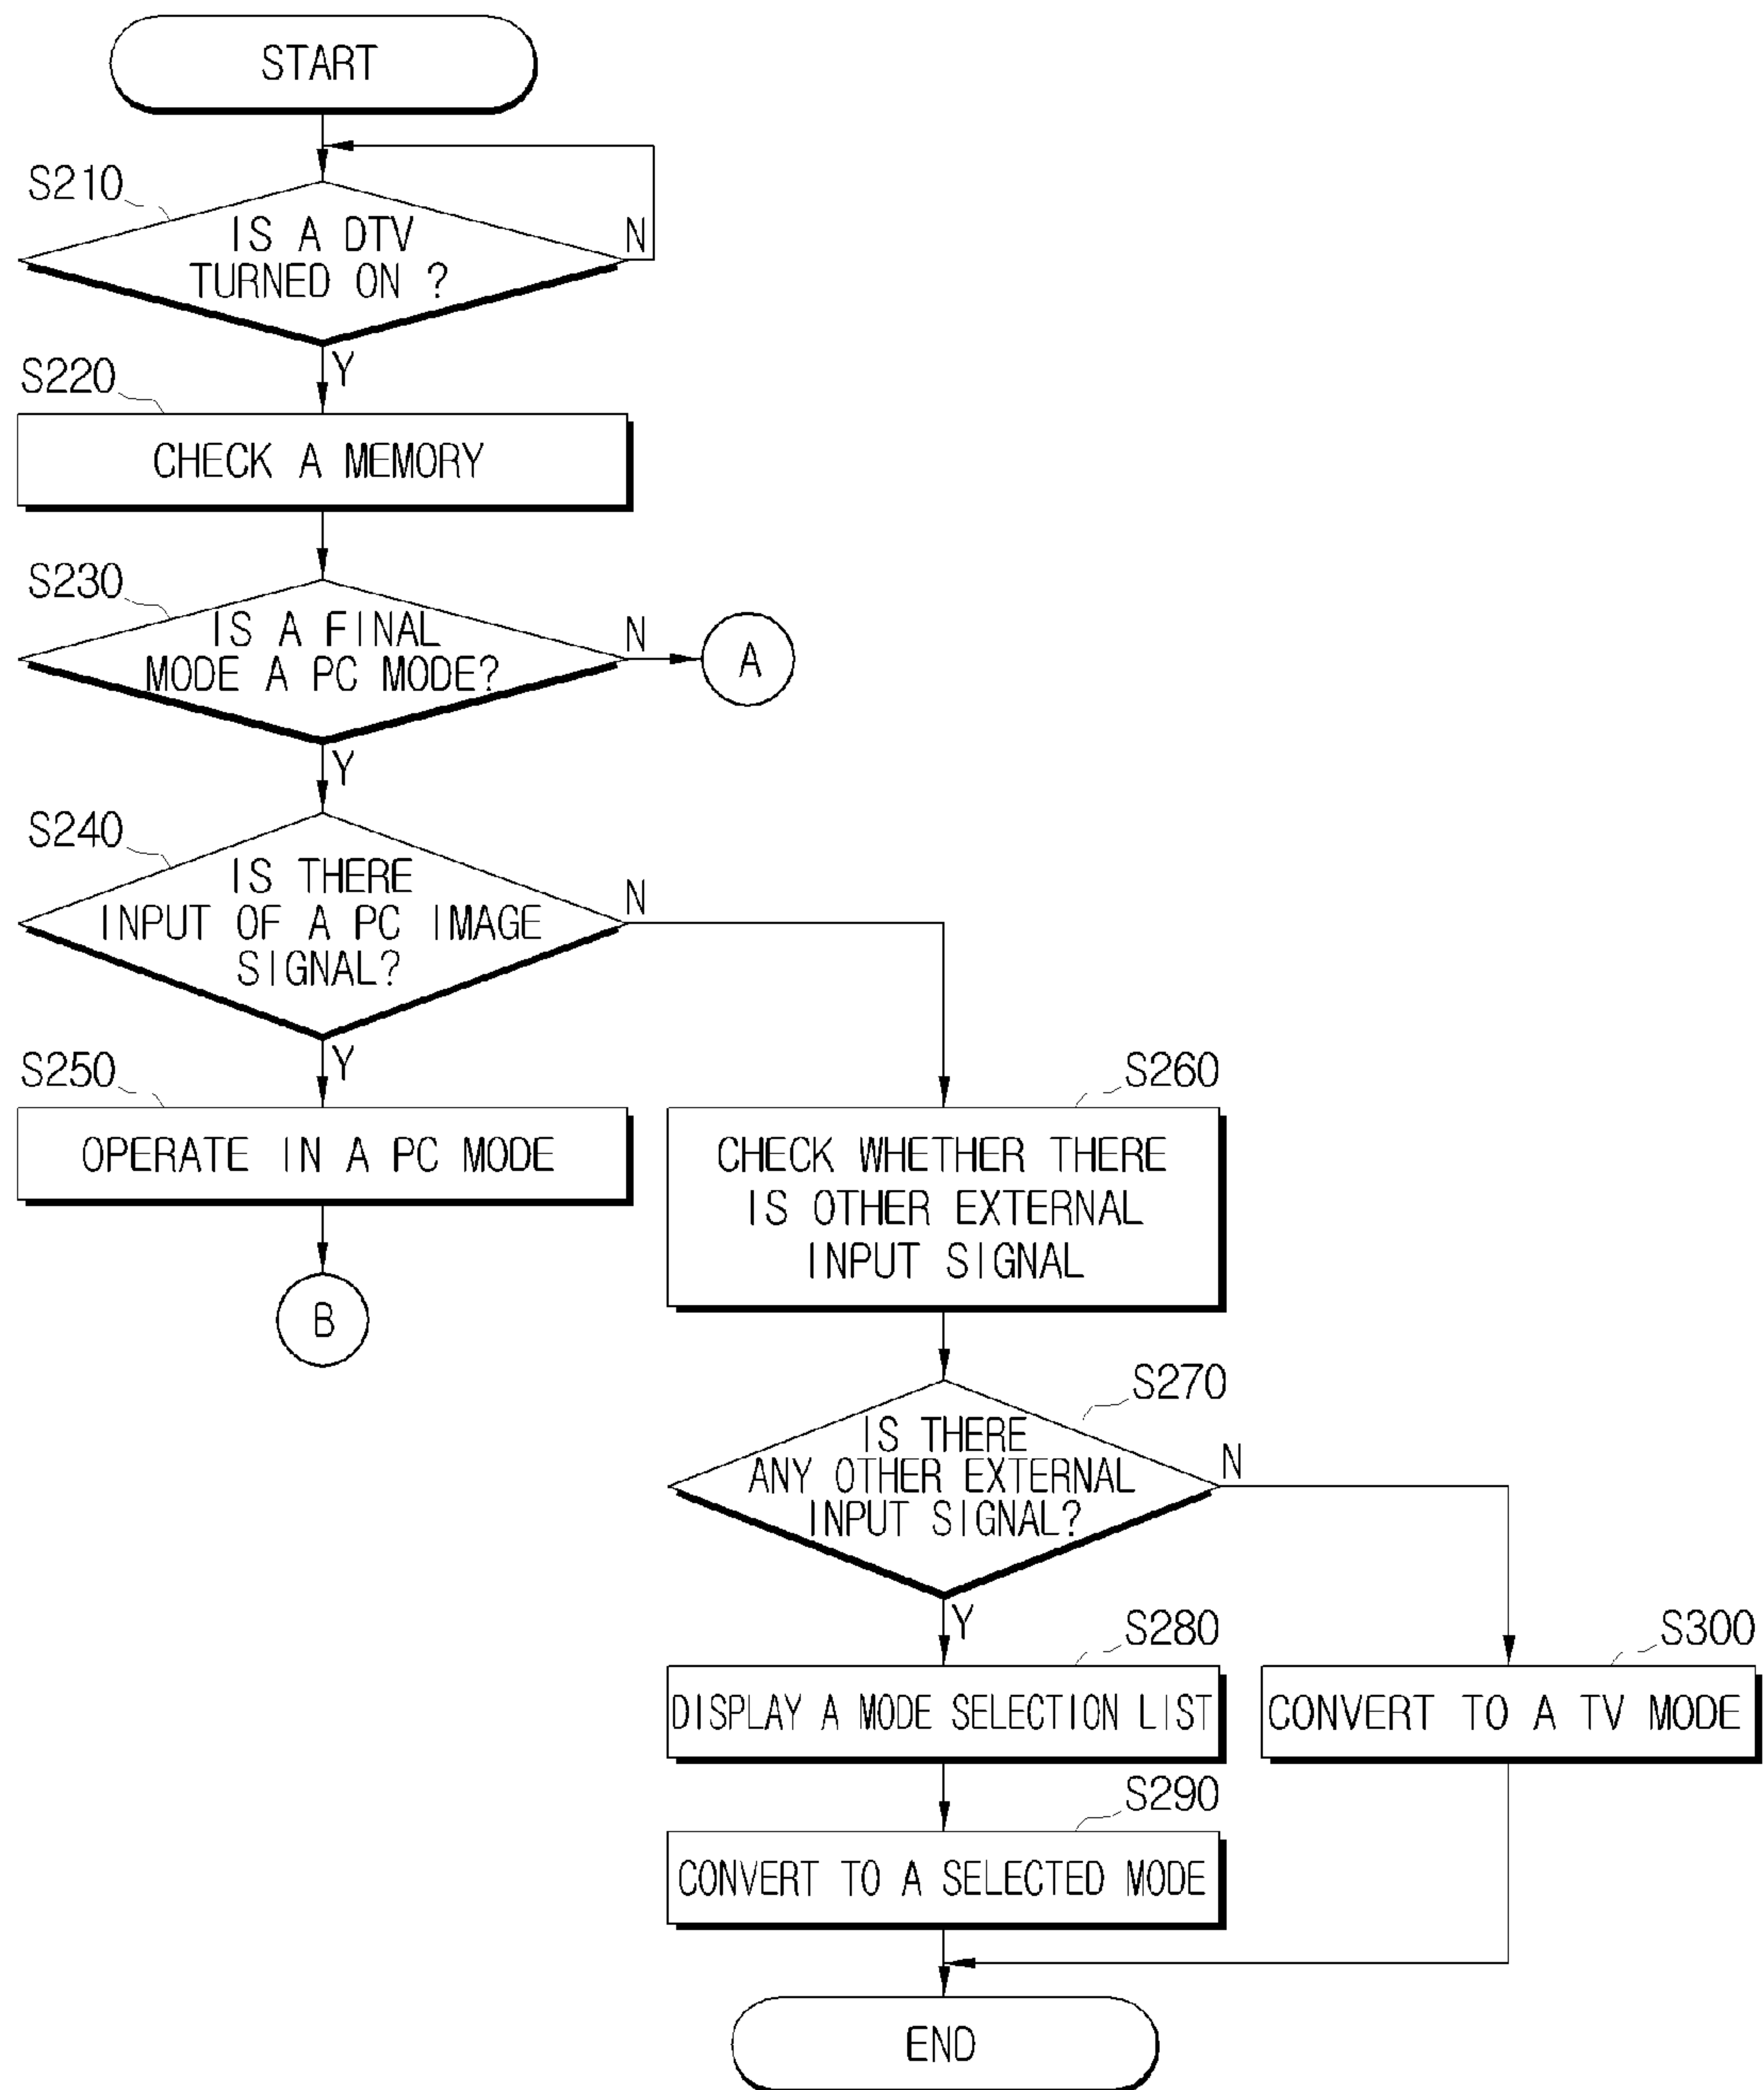 START
S210
IS A DTV
TURNED ON ?
N
Y
S220
CHECK A MEMORY
S230
IS A FINAL
MODE A PC MODE?
N
A
Y
S240
IS THERE
INPUT OF A PC IMAGE
SIGNAL?
N
Y
S250
OPERATE IN A PC MODE
B
S260
CHECK WHETHER THERE
IS OTHER EXTERNAL
INPUT SIGNAL
S270
IS THERE
ANY OTHER EXTERNAL
INPUT SIGNAL?
N
Y
S280
DISPLAY A MODE SELECTION LIST
S300
CONVERT TO A TV MODE
S290
CONVERT TO A SELECTED MODE
END